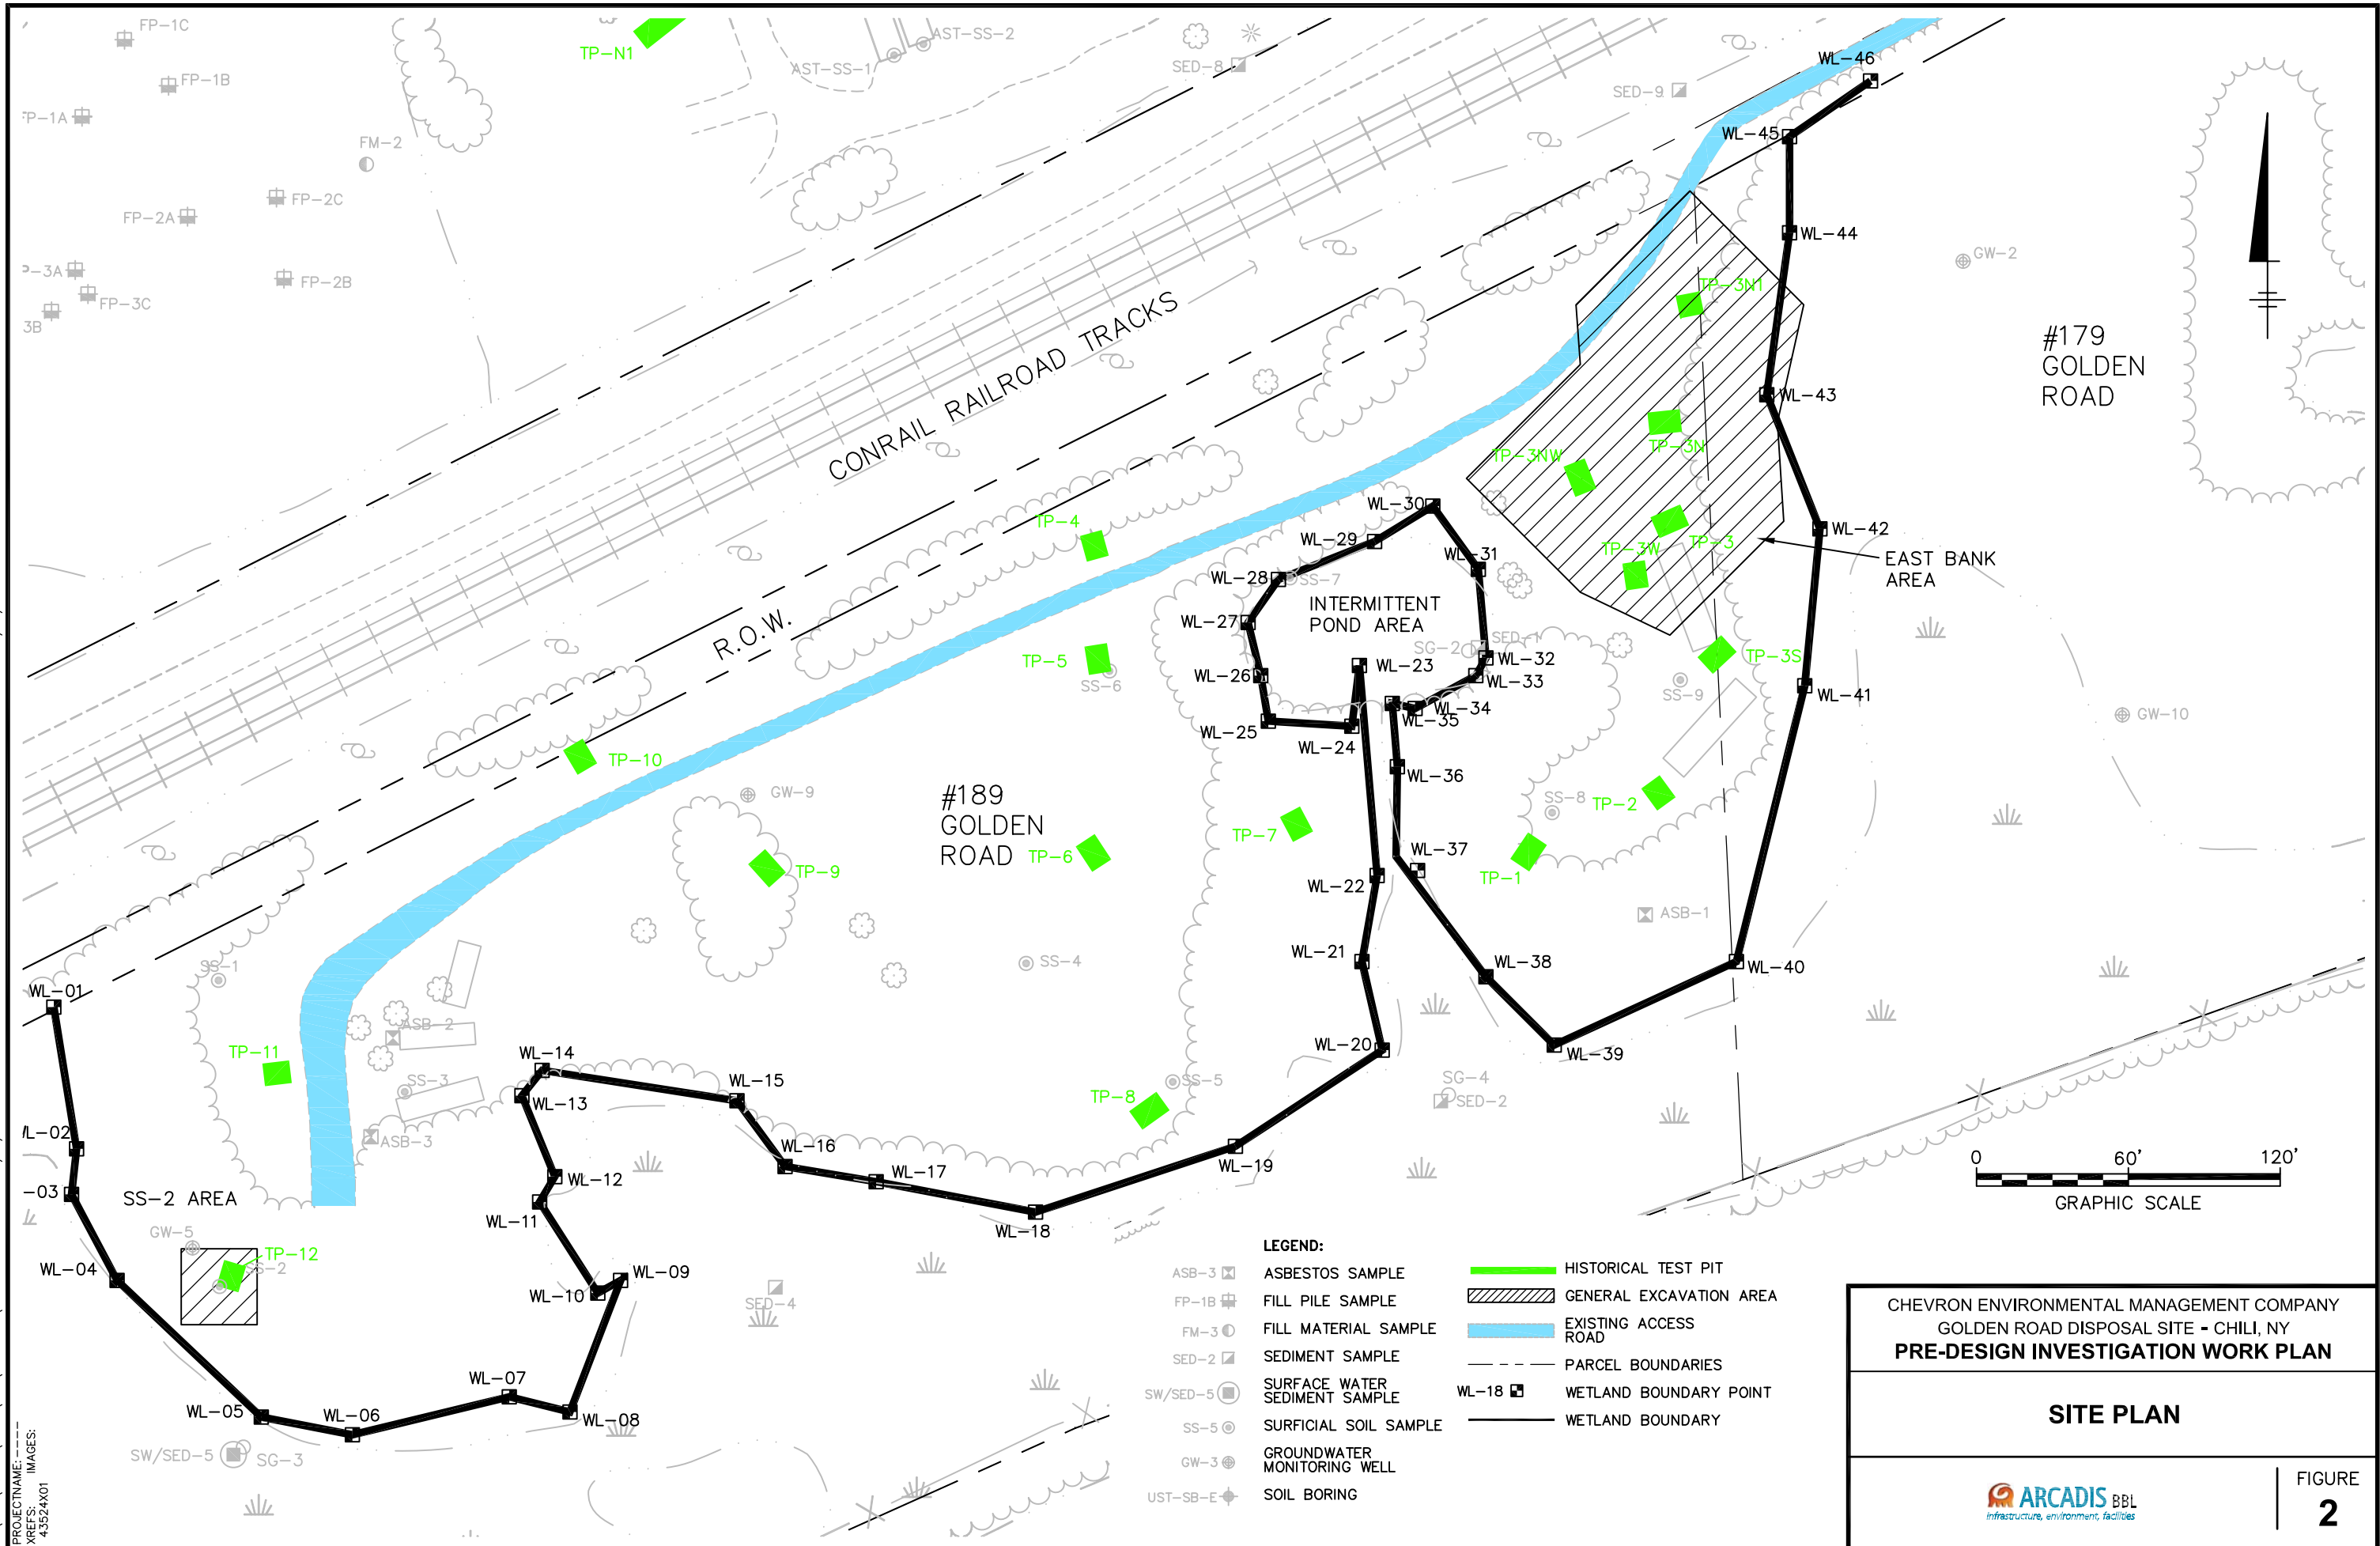 FP-1C
FP-1B
FP-1A
FM-2
FP-2A
FP-2C
FP-2B
P-3A
FP-3C
3B
TP-N1
AST-SS-1
AST-SS-2
SED-8
SED-9
WL-46
WL-45
WL-44
GW-2
TP-3N1
#179
GOLDEN
ROAD
WL-43
CONRAIL RAILROAD TRACKS
R.O.W.
TP-3N
TP-3NW
WL-30
TP-4
WL-29
WL-31
WL-42
TP-3W
TP-3
EAST BANK
AREA
WL-28
SS-7
INTERMITTENT
POND AREA
WL-27
SG-2
SED-1
TP-5
SS-6
WL-26
WL-23
WL-32
WL-33
TP-3S
SS-9
WL-41
WL-34
WL-35
GW-10
WL-25
WL-24
TP-10
WL-36
GW-9
#189
GOLDEN
ROAD
SS-8
TP-2
TP-7
TP-6
TP-9
WL-37
TP-1
WL-22
ASB-1
WL-21
SS-4
WL-38
WL-40
SS-1
WL-01
ASB-2
TP-11
WL-14
WL-20
WL-39
SS-3
WL-13
WL-15
SS-5
TP-8
SG-4
SED-2
WL-02
ASB-3
WL-16
WL-19
-03
SS-2 AREA
WL-12
WL-17
WL-11
WL-18
GW-5
TP-12
SS-2
WL-04
WL-09
WL-10
SED-4
WL-07
WL-05
WL-06
WL-08
SW/SED-5
SG-3
0 60' 120'
GRAPHIC SCALE
LEGEND:
ASB-3 ASBESTOS SAMPLE
FP-1B FILL PILE SAMPLE
FM-3 FILL MATERIAL SAMPLE
SED-2 SEDIMENT SAMPLE
SW/SED-5 SURFACE WATER
SEDIMENT SAMPLE
SS-5 SURFICIAL SOIL SAMPLE
GW-3 GROUNDWATER
MONITORING WELL
UST-SB-E SOIL BORING
HISTORICAL TEST PIT
GENERAL EXCAVATION AREA
EXISTING ACCESS
ROAD
PARCEL BOUNDARIES
WL-18 WETLAND BOUNDARY POINT
WETLAND BOUNDARY
CHEVRON ENVIRONMENTAL MANAGEMENT COMPANY
GOLDEN ROAD DISPOSAL SITE - CHILI, NY
PRE-DESIGN INVESTIGATION WORK PLAN
SITE PLAN
ARCADIS BBL
infrastructure, environment, facilities
FIGURE
2
PROJECTNAME: ----
XREFS: IMAGES:
43524X01